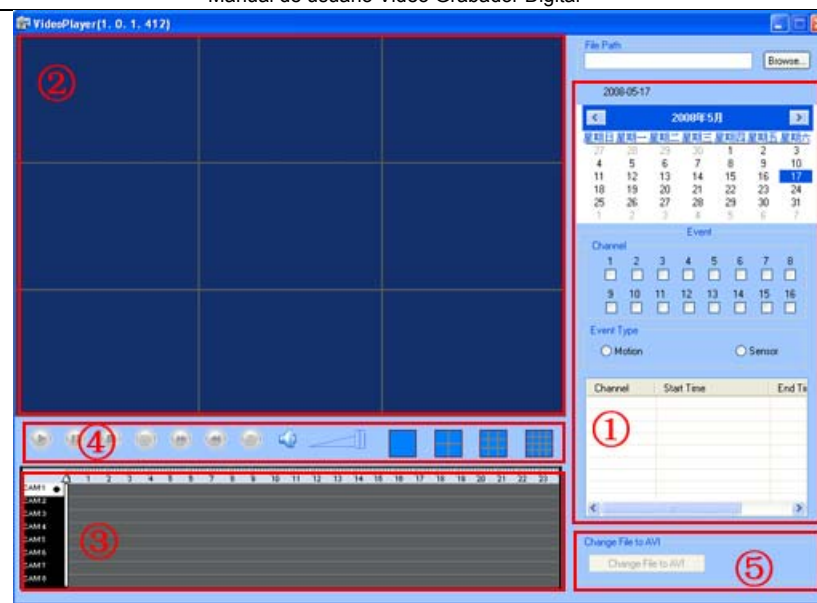 Manual de usuario Video Grabador Digital
VideoPlayer(1. 0. 1. 412)
②
File Path
Browse...
2008-05-17
2008年5月
星期日 星期一 星期二 星期三 星期四 星期五 星期六
27 28 29 30 1 2 3
4 5 6 7 8 9 10
11 12 13 14 15 16 17
18 19 20 21 22 23 24
25 26 27 28 29 30 31
1 2 3 4 5 6 7
Event
Channel
1 2 3 4 5 6 7 8
9 10 11 12 13 14 15 16
Event Type
Motion Sensor
Channel Start Time End Ti
①
④
1 2 3 4 5 6 7 8 9 10 11 12 13 14 15 16 17 18 19 20 21 22 23
CAM1
CAM2
CAM3
CAM4
CAM5
CAM6
CAM7
CAM8
③
Change File to AVI
Change File to AVI
⑤